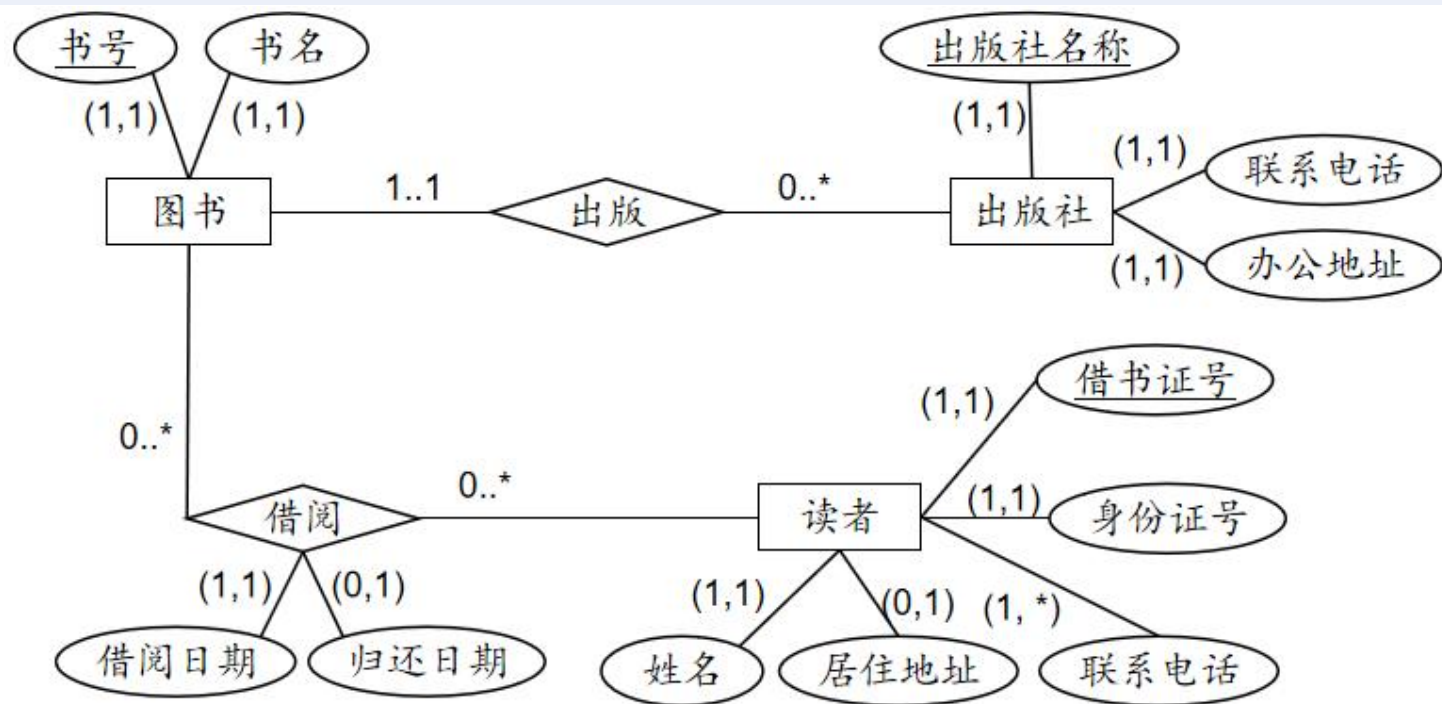 书号
书名
出版社名称
(1,1)
(1,1)
(1,1)
(1,1)
联系电话
图书
1..1
出版
0..*
出版社
(1,1)
办公地址
(1,1)
借书证号
0..*
0..*
借阅
读者
(1,1)
身份证号
(1,1)
(0,1)
(1,1)
(0,1)
(1, *)
借阅日期
归还日期
姓名
居住地址
联系电话